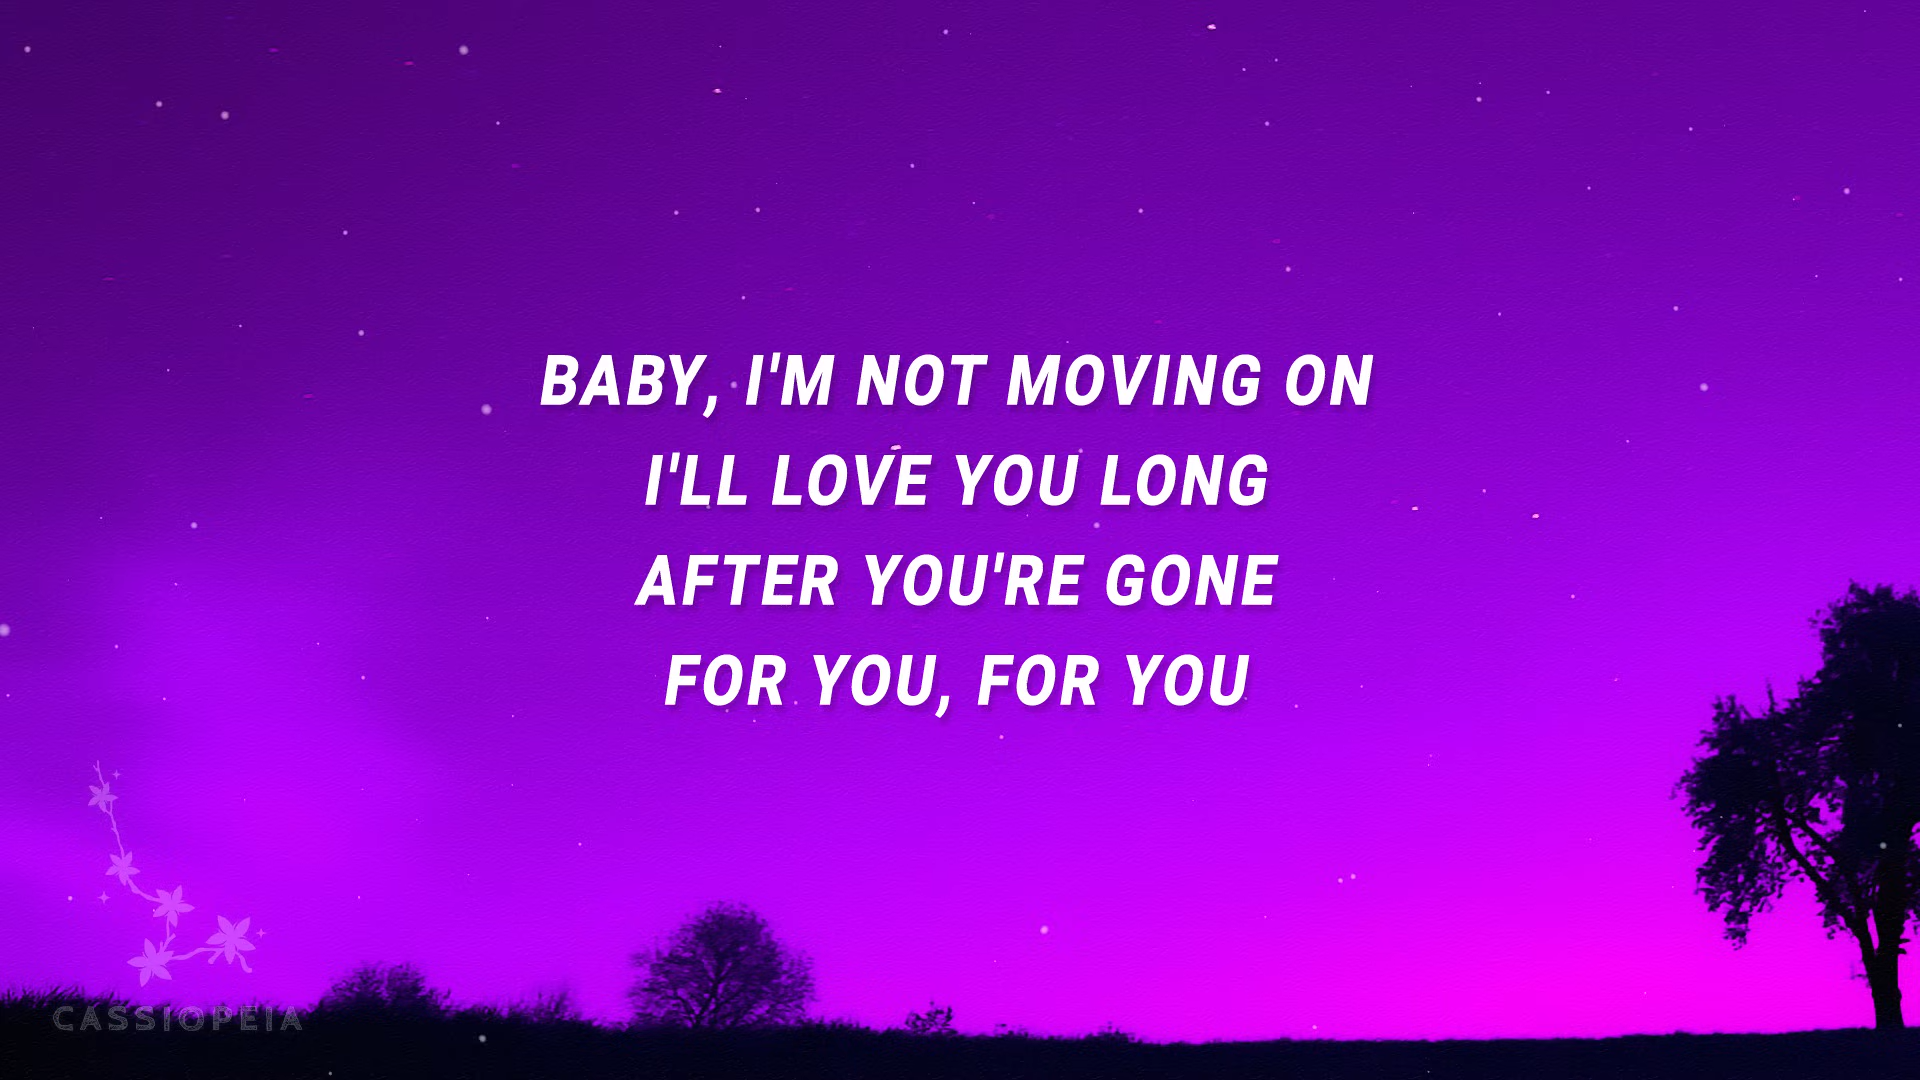 BABY, I'M NOT MOVING ON
I'LL LOVE YOU LONG
AFTER YOU'RE GONE
FOR YOU, FOR YOU
CASSIOPEIA